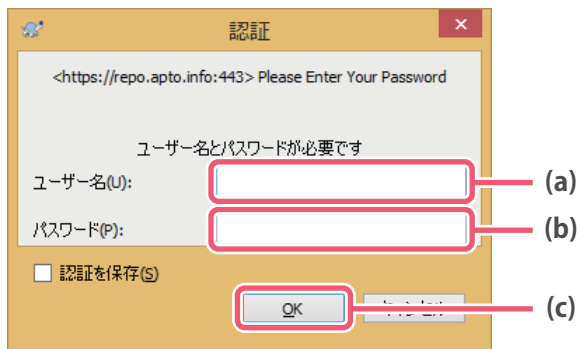 認証
<https://repo.apto.info:443> Please Enter Your Password
ユーザー名とパスワードが必要です
ユーザー名(U):
(a)
パスワード(P):
(b)
認証を保存(S)
OK
(c)